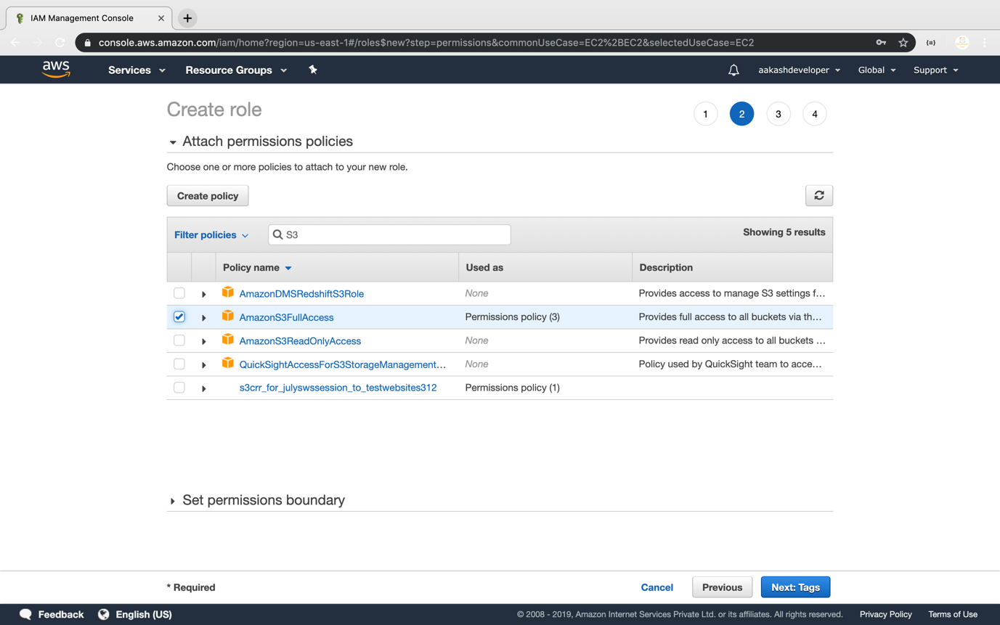 IAM Management Console
console.aws.amazon.com/iam/home?region=us-east-1#/roles$new?step=permissions&commonUseCase=EC2%2BEC2&selectedUseCase=EC2
aws Services Resource Groups aakashdeveloper Global Support
Create role 1 2 3 4
Attach permissions policies
Choose one or more policies to attach to your new role.
Create policy
Filter policies S3 Showing 5 results
Policy name Used as Description
AmazonDMSRedshiftS3Role None Provides access to manage S3 settings f...
AmazonS3FullAccess Permissions policy (3) Provides full access to all buckets via th...
AmazonS3ReadOnlyAccess None Provides read only access to all buckets ...
QuickSightAccessForS3StorageManagement... None Policy used by QuickSight team to acce...
s3crr_for_julyswssession_to_testwebsites312 Permissions policy (1)
Set permissions boundary
* Required Cancel Previous Next: Tags
Feedback English (US) © 2008 - 2019, Amazon Internet Services Private Ltd. or its affiliates. All rights reserved. Privacy Policy Terms of Use